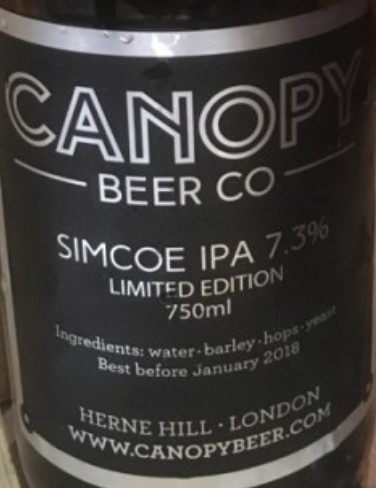 CANOPY
BEER CO
SIMCOE IPA 7.3%
LIMITED EDITION
750ml
Ingredients: water · barley · hops · yeast
Best before January 2018
HERNE HILL · LONDON
WWW.CANOPYBEER.COM